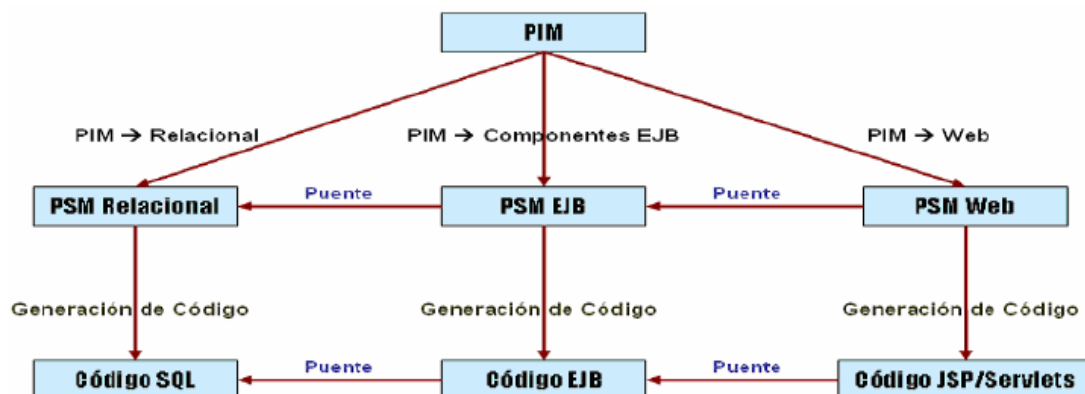 PIM
PIM → Relacional
PIM → Componentes EJB
PIM → Web
PSM Relacional
Puente
PSM EJB
Puente
PSM Web
Generación de Código
Generación de Código
Generación de Código
Código SQL
Puente
Código EJB
Puente
Código JSP/Servlets